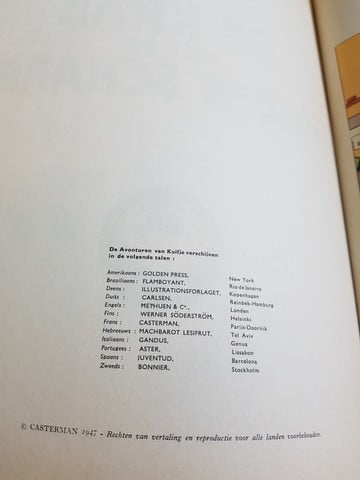 De Avonturen van Kuifje verschijnen
in de volgende talen :
Amerikaans : GOLDEN PRESS, New York
Braziliaans : FLAMBOYANT, Rio de Janeiro
Deens : ILLUSTRATIONSFORLAGET, Kopenhagen
Duits : CARLSEN, Reinbek-Hamburg
Engels : METHUEN & Cº, Londen
Fins : WERNER SÖDERSTRÖM, Helsinki
Frans : CASTERMAN, Parijs-Doornik
Hebreeuws : MACHBAROT LESIFRUT, Tel Aviv
Italiaans : GANDUS, Genua
Portugees : ASTER, Lissabon
Spaans : JUVENTUD, Barcelona
Zweeds : BONNIER, Stockholm
© CASTERMAN 1947 - Rechten van vertaling en reproductie voor alle landen voorbehouden.